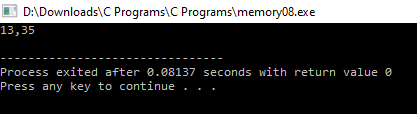 D:\Downloads\C Programs\C Programs\memory08.exe
13,35
--------------------------------
Process exited after 0.08137 seconds with return value 0
Press any key to continue . . .